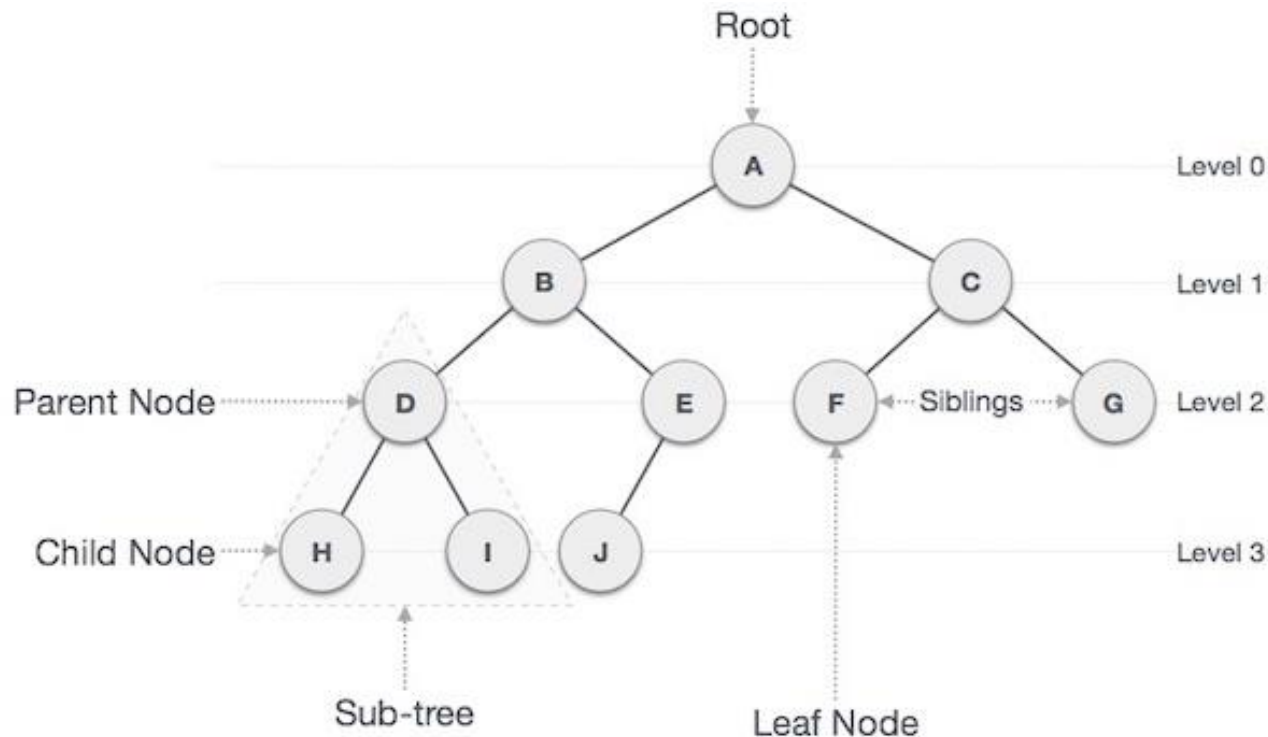 Root
A
Level 0
B
C
Level 1
Parent Node
D
E
F
Siblings
G
Level 2
Child Node
H
I
J
Level 3
Sub-tree
Leaf Node